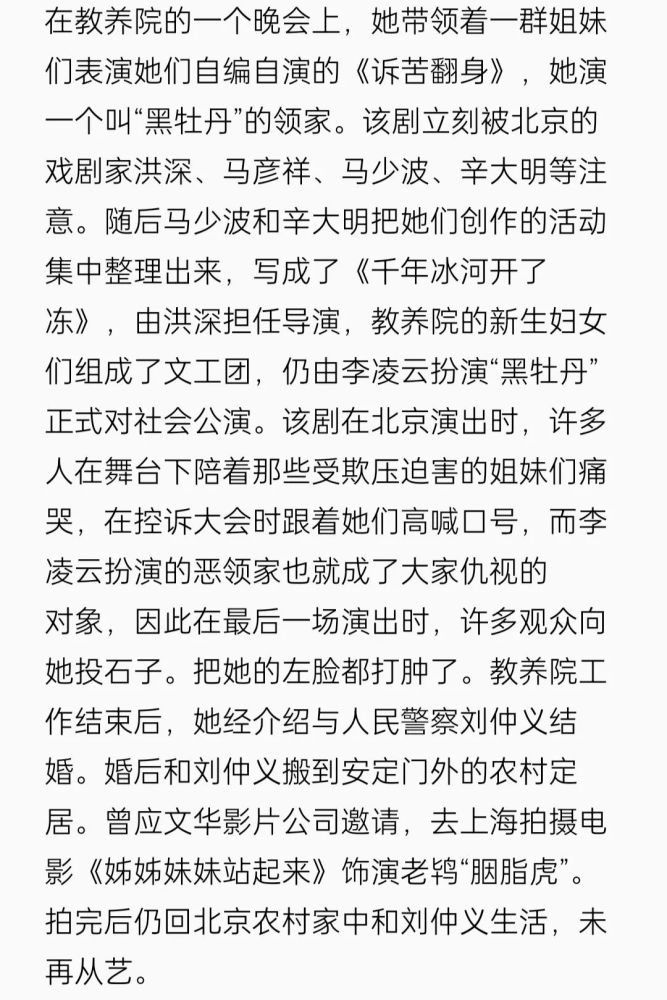 在教养院的一个晚会上，她带领着一群姐妹
们表演她们自编自演的《诉苦翻身》，她演
一个叫“黑牡丹”的领家。该剧立刻被北京的
戏剧家洪深、马彦祥、马少波、辛大明等注
意。随后马少波和辛大明把她们创作的活动
集中整理出来，写成了《千年冰河开了
冻》，由洪深担任导演，教养院的新生妇女
们组成了文工团，仍由李凌云扮演“黑牡丹”
正式对社会公演。该剧在北京演出时，许多
人在舞台下陪着那些受欺压迫害的姐妹们痛
哭，在控诉大会时跟着她们高喊口号，而李
凌云扮演的恶领家也就成了大家仇视的
对象，因此在最后一场演出时，许多观众向
她投石子。把她的左脸都打肿了。教养院工
作结束后，她经介绍与人民警察刘仲义结
婚。婚后和刘仲义搬到安定门外的农村定
居。曾应文华影片公司邀请，去上海拍摄电
影《姊姊妹妹站起来》饰演老鸨“胭脂虎”。
拍完后仍回北京农村家中和刘仲义生活，未
再从艺。